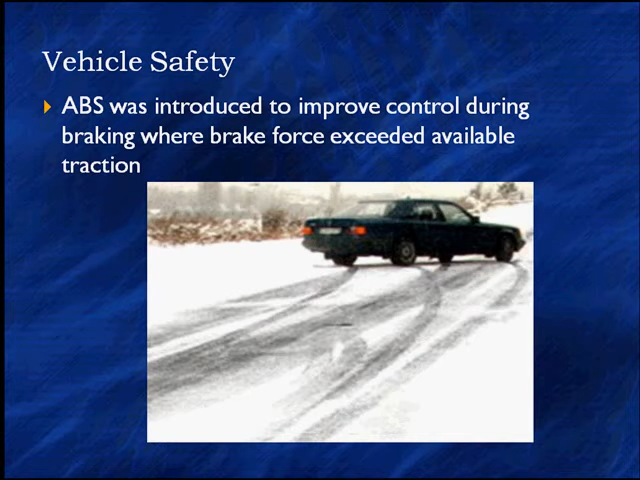 Vehicle Safety
ABS was introduced to improve control during
braking where brake force exceeded available
traction